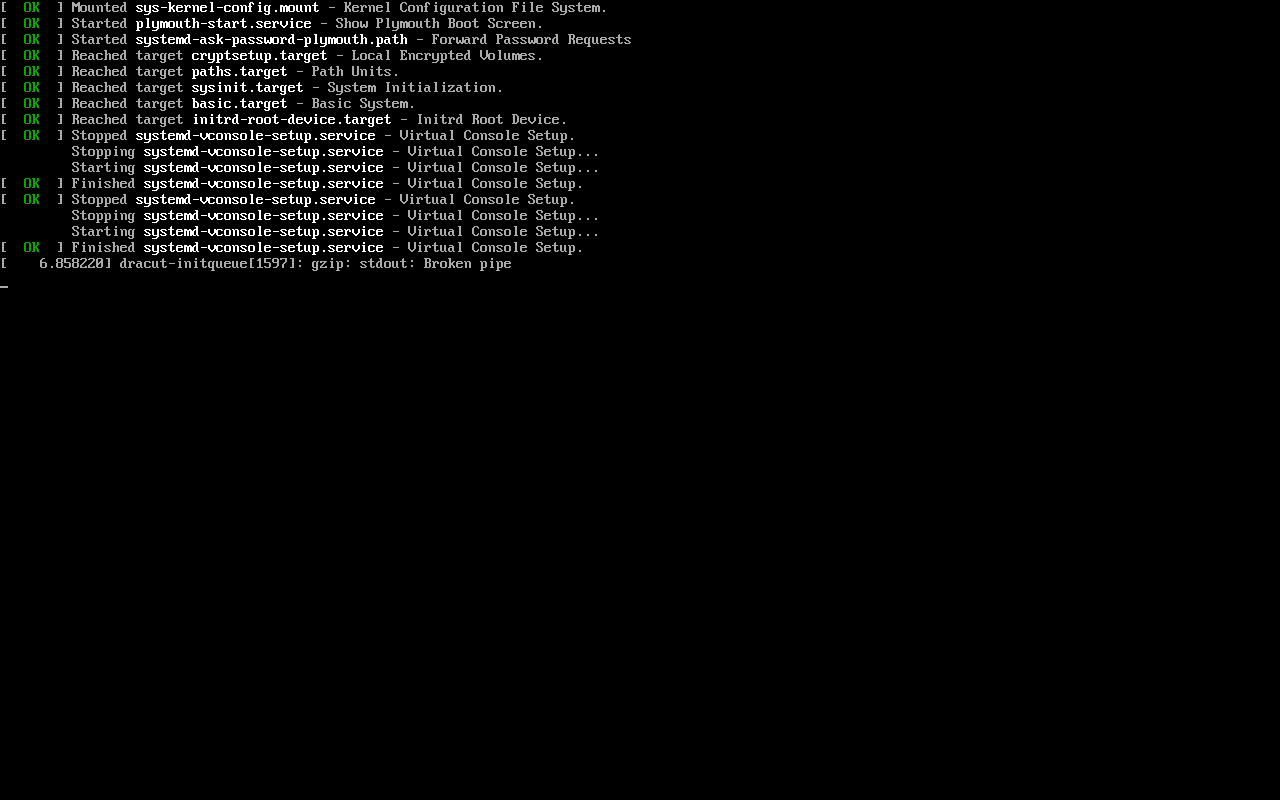 [  OK  ] Mounted sys-kernel-config.mount - Kernel Configuration File System.
[  OK  ] Started plymouth-start.service - Show Plymouth Boot Screen.
[  OK  ] Started systemd-ask-password-plymouth.path - Forward Password Requests
[  OK  ] Reached target cryptsetup.target - Local Encrypted Volumes.
[  OK  ] Reached target paths.target - Path Units.
[  OK  ] Reached target sysinit.target - System Initialization.
[  OK  ] Reached target basic.target - Basic System.
[  OK  ] Reached target initrd-root-device.target - Initrd Root Device.
[  OK  ] Stopped systemd-vconsole-setup.service - Virtual Console Setup.
         Stopping systemd-vconsole-setup.service - Virtual Console Setup...
         Starting systemd-vconsole-setup.service - Virtual Console Setup...
[  OK  ] Finished systemd-vconsole-setup.service - Virtual Console Setup.
[  OK  ] Stopped systemd-vconsole-setup.service - Virtual Console Setup.
         Stopping systemd-vconsole-setup.service - Virtual Console Setup...
         Starting systemd-vconsole-setup.service - Virtual Console Setup...
[  OK  ] Finished systemd-vconsole-setup.service - Virtual Console Setup.
[    6.858220] dracut-initqueue[1597]: gzip: stdout: Broken pipe